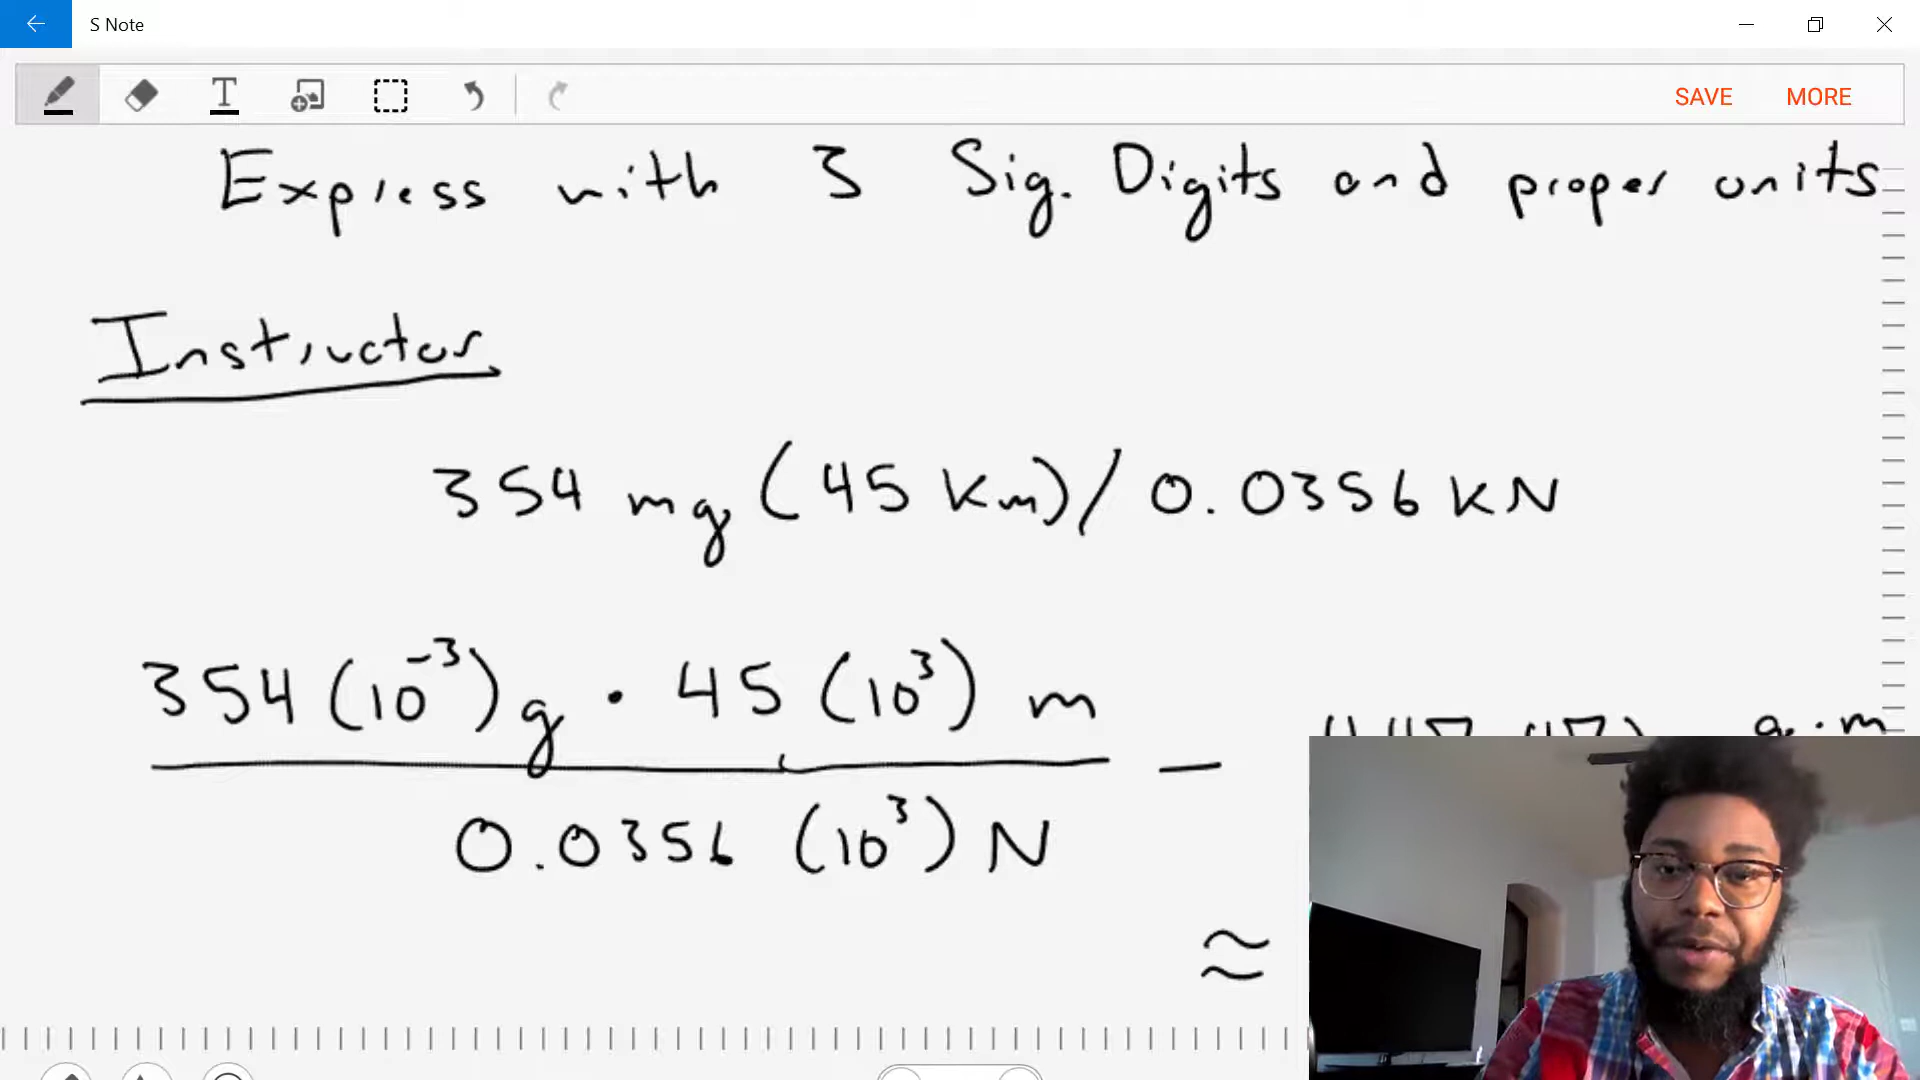 S Note
SAVE MORE
Express with 3 Sig. Digits and proper units
Instructor
354 mg (45 Km) / 0.0356 KN
354 (10⁻³) g · 45 (10³) m
g · m
0.0356 (10³) N
≈